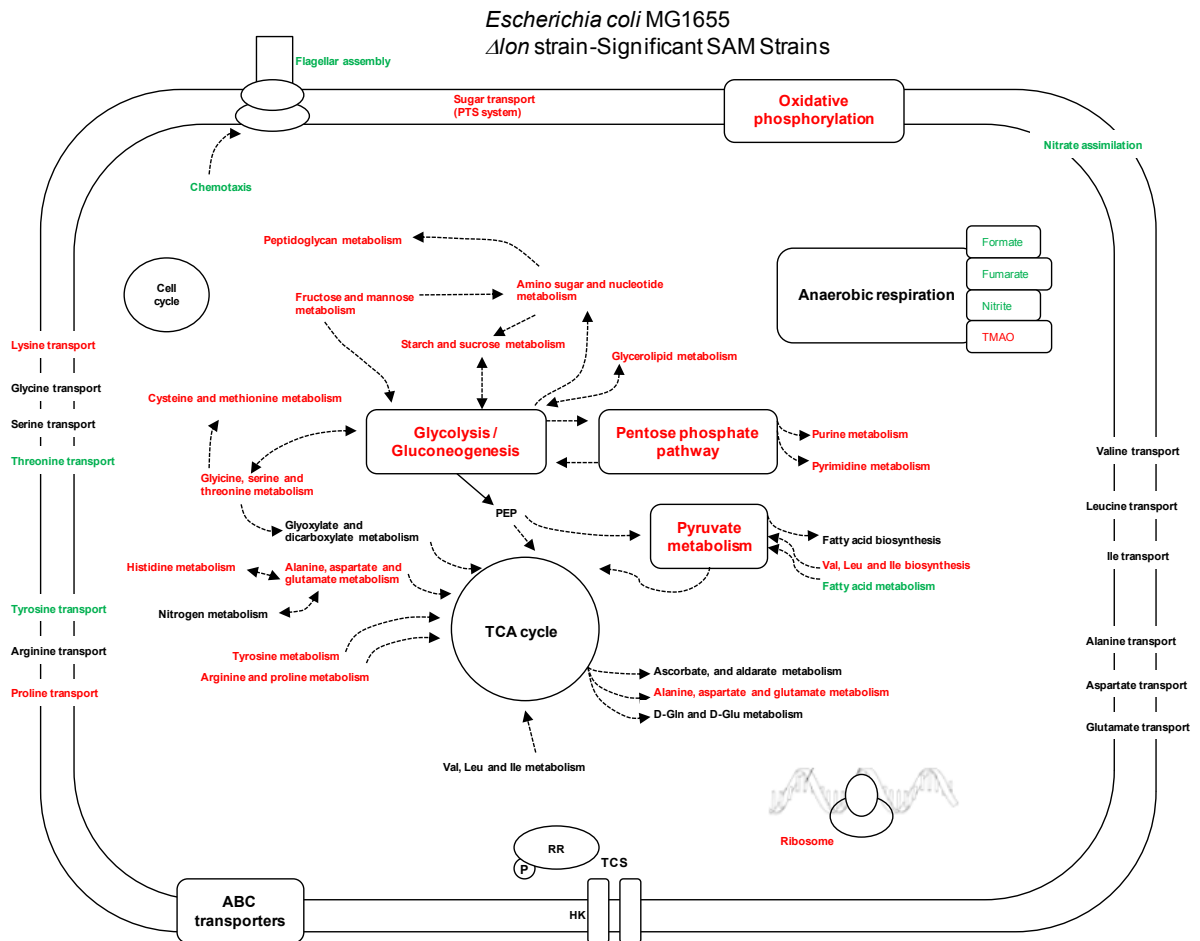 Escherichia coli MG1655
Δlon strain-Significant SAM Strains
Flagellar assembly
Sugar transport
(PTS system)
Oxidative
phosphorylation
Nitrate assimilation
Chemotaxis
Peptidoglycan metabolism
Cell
cycle
Fructose and mannose
metabolism
Amino sugar and nucleotide
metabolism
Anaerobic respiration
Formate
Fumarate
Nitrite
TMAO
Lysine transport
Starch and sucrose metabolism
Glycerolipid metabolism
Glycine transport
Cysteine and methionine metabolism
Serine transport
Threonine transport
Glycolysis /
Gluconeogenesis
Pentose phosphate
pathway
Purine metabolism
Pyrimidine metabolism
Valine transport
Glyicine, serine and
threonine metabolism
PEP
Leucine transport
Glyoxylate and
dicarboxylate metabolism
Pyruvate
metabolism
Fatty acid biosynthesis
Ile transport
Val, Leu and Ile biosynthesis
Fatty acid metabolism
Histidine metabolism
Alanine, aspartate and
glutamate metabolism
Tyrosine transport
Nitrogen metabolism
TCA cycle
Arginine transport
Tyrosine metabolism
Alanine transport
Proline transport
Arginine and proline metabolism
Ascorbate, and aldarate metabolism
Alanine, aspartate and glutamate metabolism
D-Gln and D-Glu metabolism
Aspartate transport
Glutamate transport
Val, Leu and Ile metabolism
Ribosome
RR
P
TCS
HK
ABC
transporters